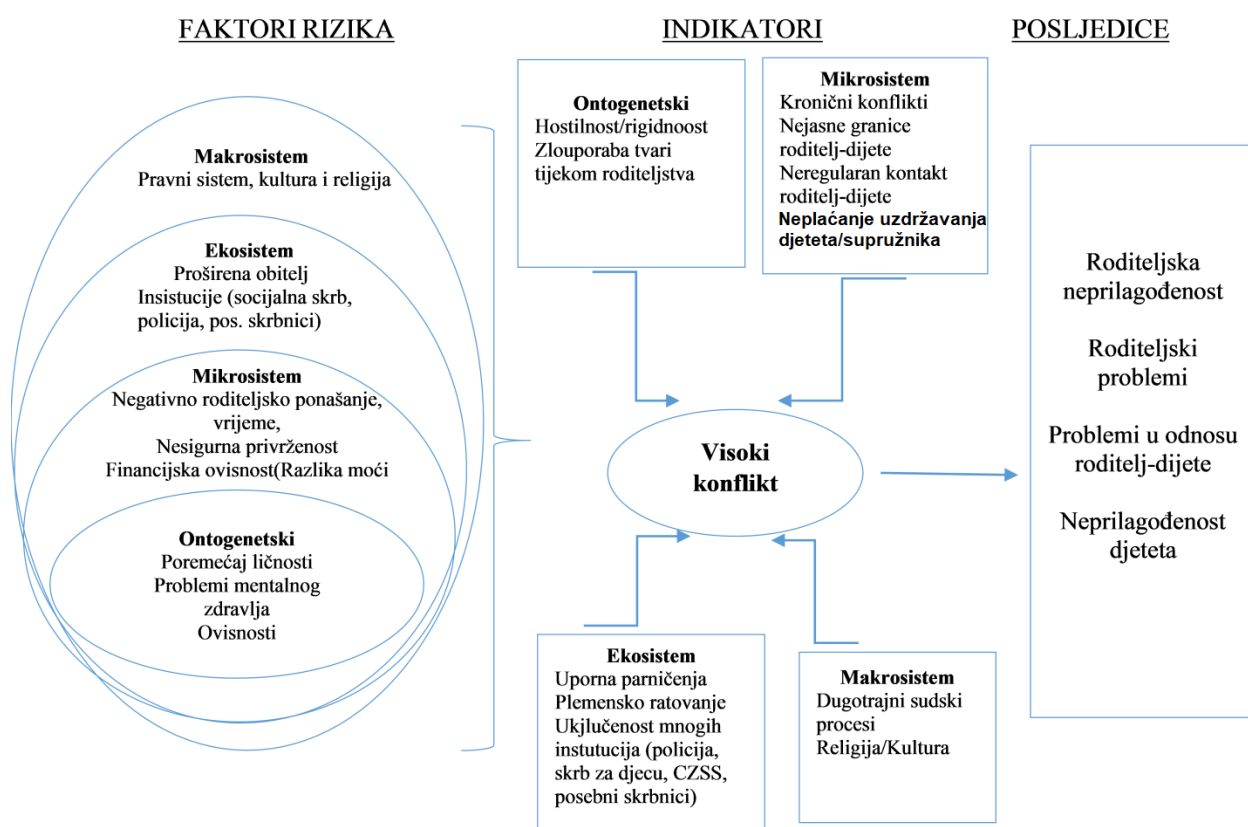 FAKTORI RIZIKA
INDIKATORI
POSLJEDICE
Makrosistem
Pravni sistem, kultura i religija
Ekosistem
Proširena obitelj
Insistucije (socijalna skrb,
policija, pos. skrbnici)
Mikrosistem
Negativno roditeljsko ponašanje,
vrijeme,
Nesigurna privrženost
Financijska ovisnost(Razlika moći
Ontogenetski
Poremećaj ličnosti
Problemi mentalnog
zdravlja
Ovisnosti
Ontogenetski
Hostilnost/rigidnoost
Zlouporaba tvari
tijekom roditeljstva
Mikrosistem
Kronični konflikti
Nejasne granice
roditelj-dijete
Neregularan kontakt
roditelj-dijete
Neplaćanje uzdržavanja
djeteta/supružnika
Visoki
konflikt
Ekosistem
Uporna parničenja
Plemensko ratovanje
Ukjlučenost mnogih
instutucija (policija,
skrb za djecu, CZSS,
posebni skrbnici)
Makrosistem
Dugotrajni sudski
procesi
Religija/Kultura
Roditeljska
neprilagođenost
Roditeljski
problemi
Problemi u odnosu
roditelj-dijete
Neprilagođenost
djeteta